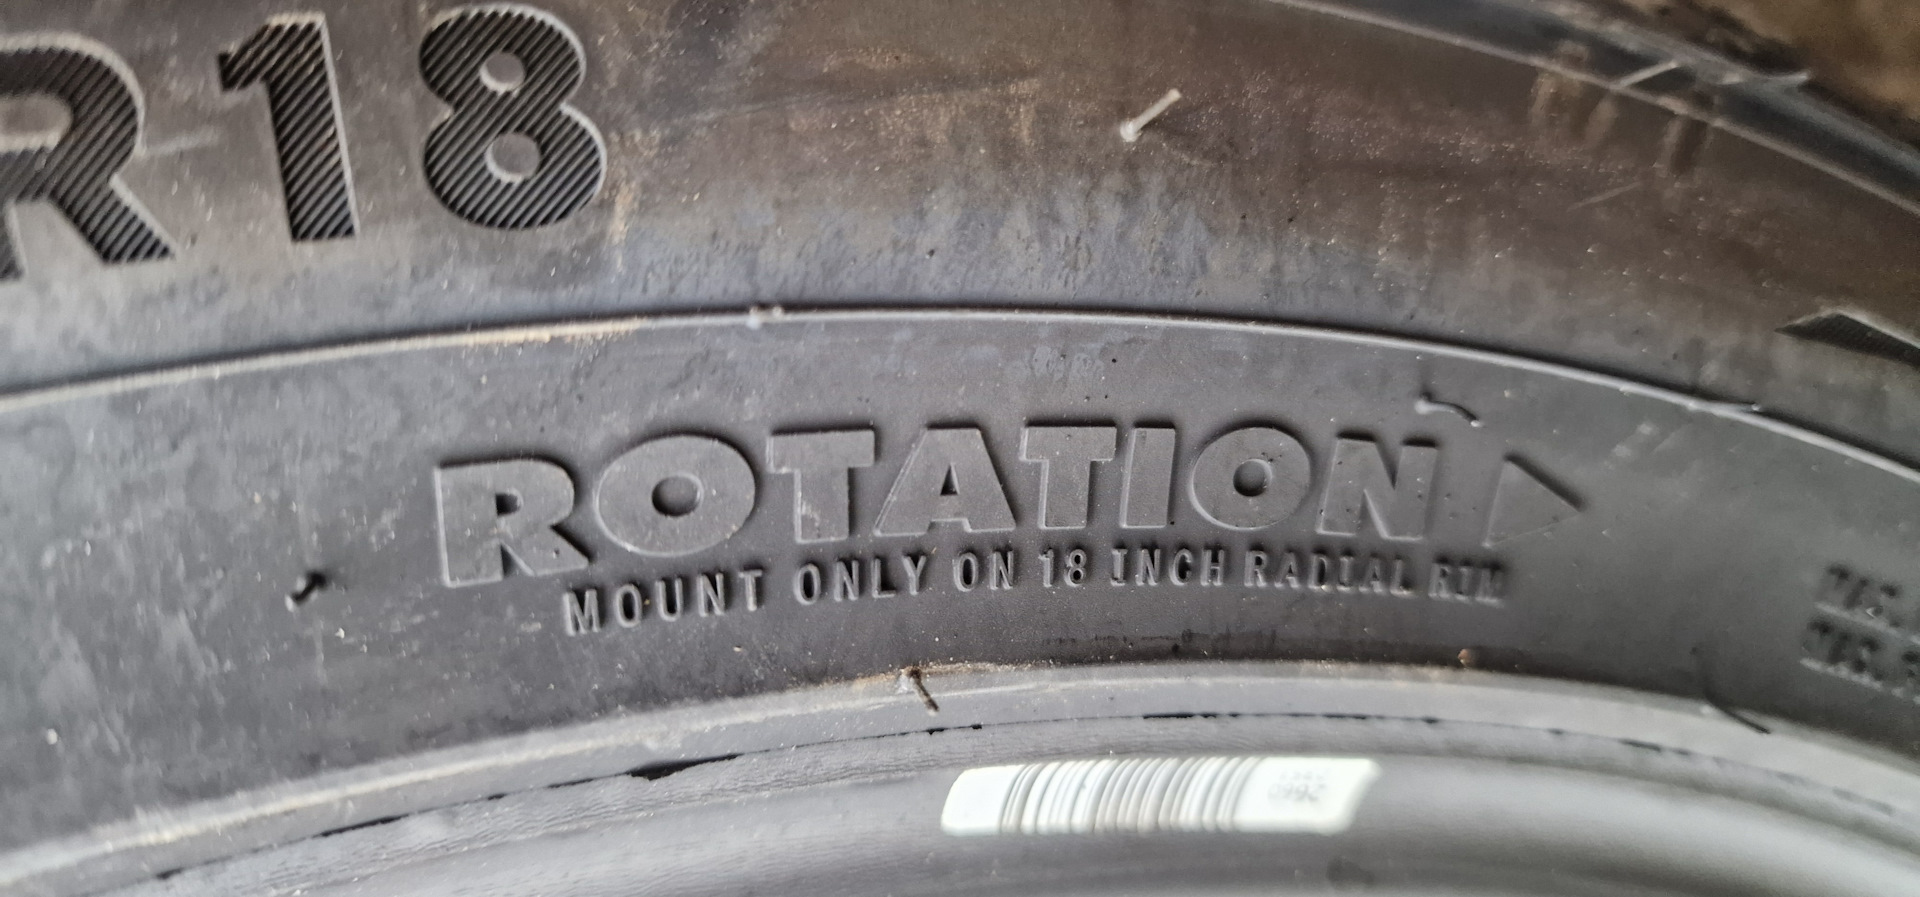 R18
ROTATION
MOUNT ONLY ON 18 INCH RADIAL RIM